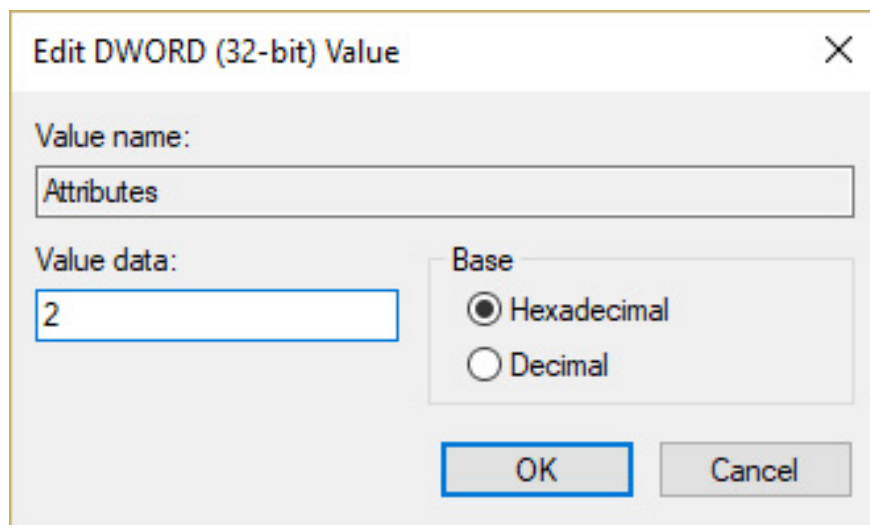 Edit DWORD (32-bit) Value
Value name:
Attributes
Value data:
2
Base
Hexadecimal
Decimal
OK
Cancel